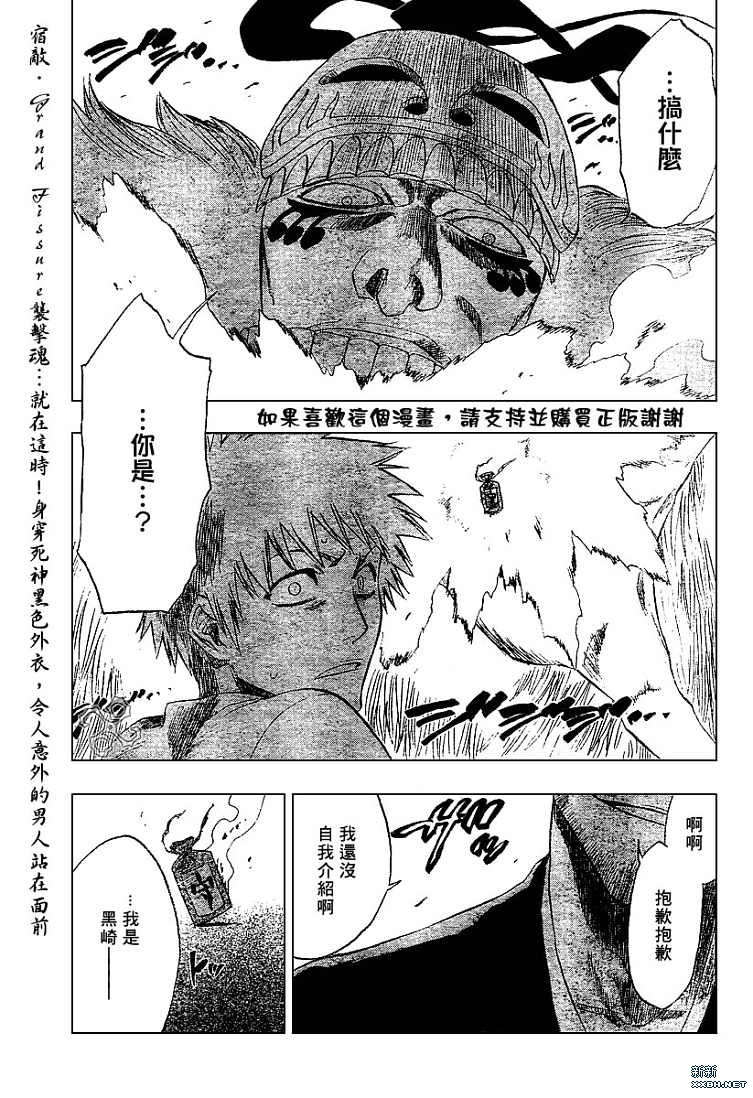 …搞什麼
宿敵・Grand Fissure襲擊魂…就在這時！身穿死神黑色外衣，令人意外的男人站在面前
如果喜歡這個漫畫，請支持並購買正版謝謝
…你是…？
啊啊
抱歉抱歉
我還沒
自我介紹啊
…我是
黑崎——
新新
XXDM.NET